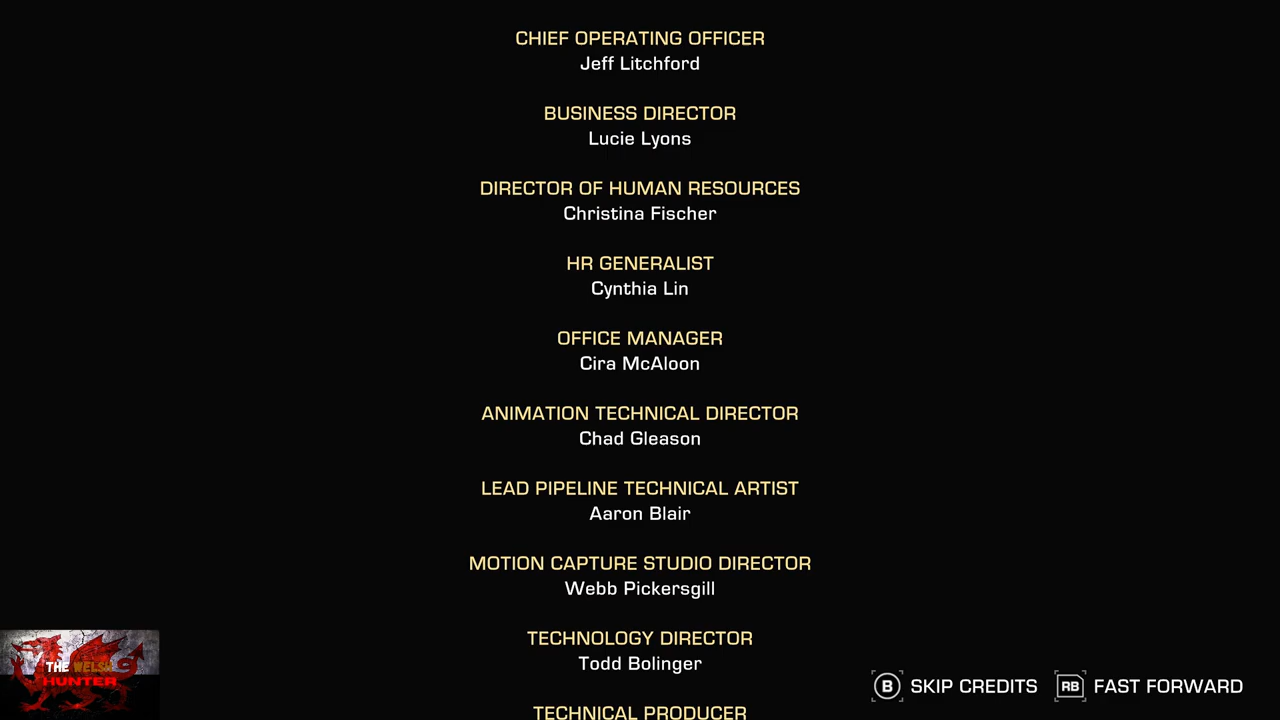 CHIEF OPERATING OFFICER
Jeff Litchford
BUSINESS DIRECTOR
Lucie Lyons
DIRECTOR OF HUMAN RESOURCES
Christina Fischer
HR GENERALIST
Cynthia Lin
OFFICE MANAGER
Cira McAloon
ANIMATION TECHNICAL DIRECTOR
Chad Gleason
LEAD PIPELINE TECHNICAL ARTIST
Aaron Blair
MOTION CAPTURE STUDIO DIRECTOR
Webb Pickersgill
TECHNOLOGY DIRECTOR
Todd Bolinger
TECHNICAL PRODUCER
THE WELSH
HUNTER
B SKIP CREDITS RB FAST FORWARD